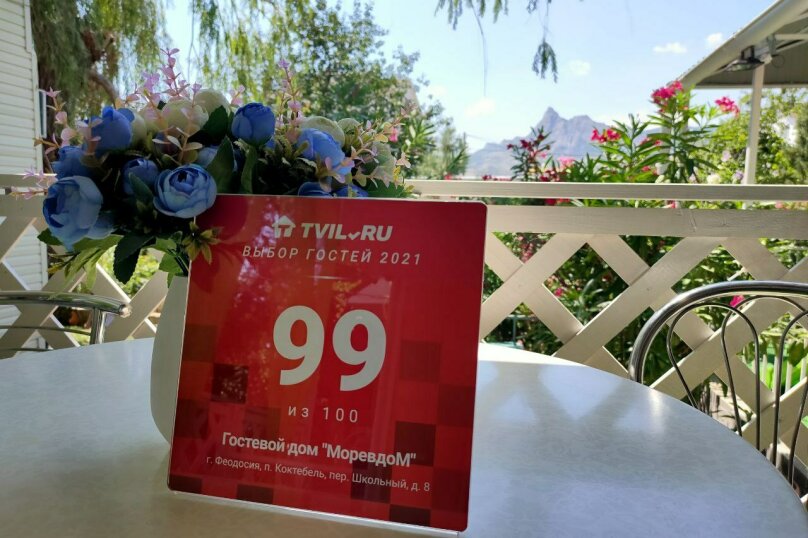 TVIL.RU
ВЫБОР ГОСТЕЙ 2021
99
из 100
Гостевой дом "МоревдоМ"
г. Феодосия, п. Коктебель, пер. Школьный, д. 8